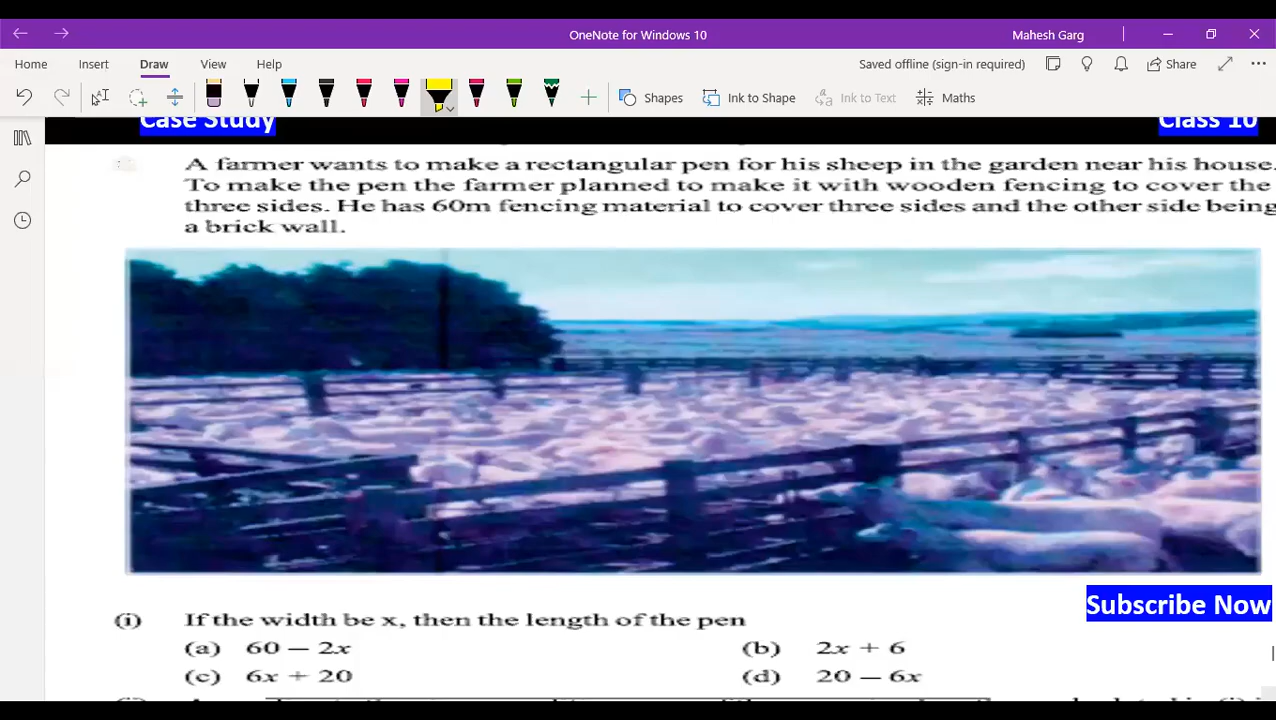 OneNote for Windows 10
Mahesh Garg
Home Insert Draw View Help
Saved offline (sign-in required)
Share
Shapes
Ink to Shape
Ink to Text
Maths
Case Study
Class 10
A farmer wants to make a rectangular pen for his sheep in the garden near his house.
To make the pen the farmer planned to make it with wooden fencing to cover the
three sides. He has 60m fencing material to cover three sides and the other side being
a brick wall.
Subscribe Now
(i) If the width be x, then the length of the pen
(a) 60 – 2x (b) 2x + 6
(c) 6x + 20 (d) 20 – 6x